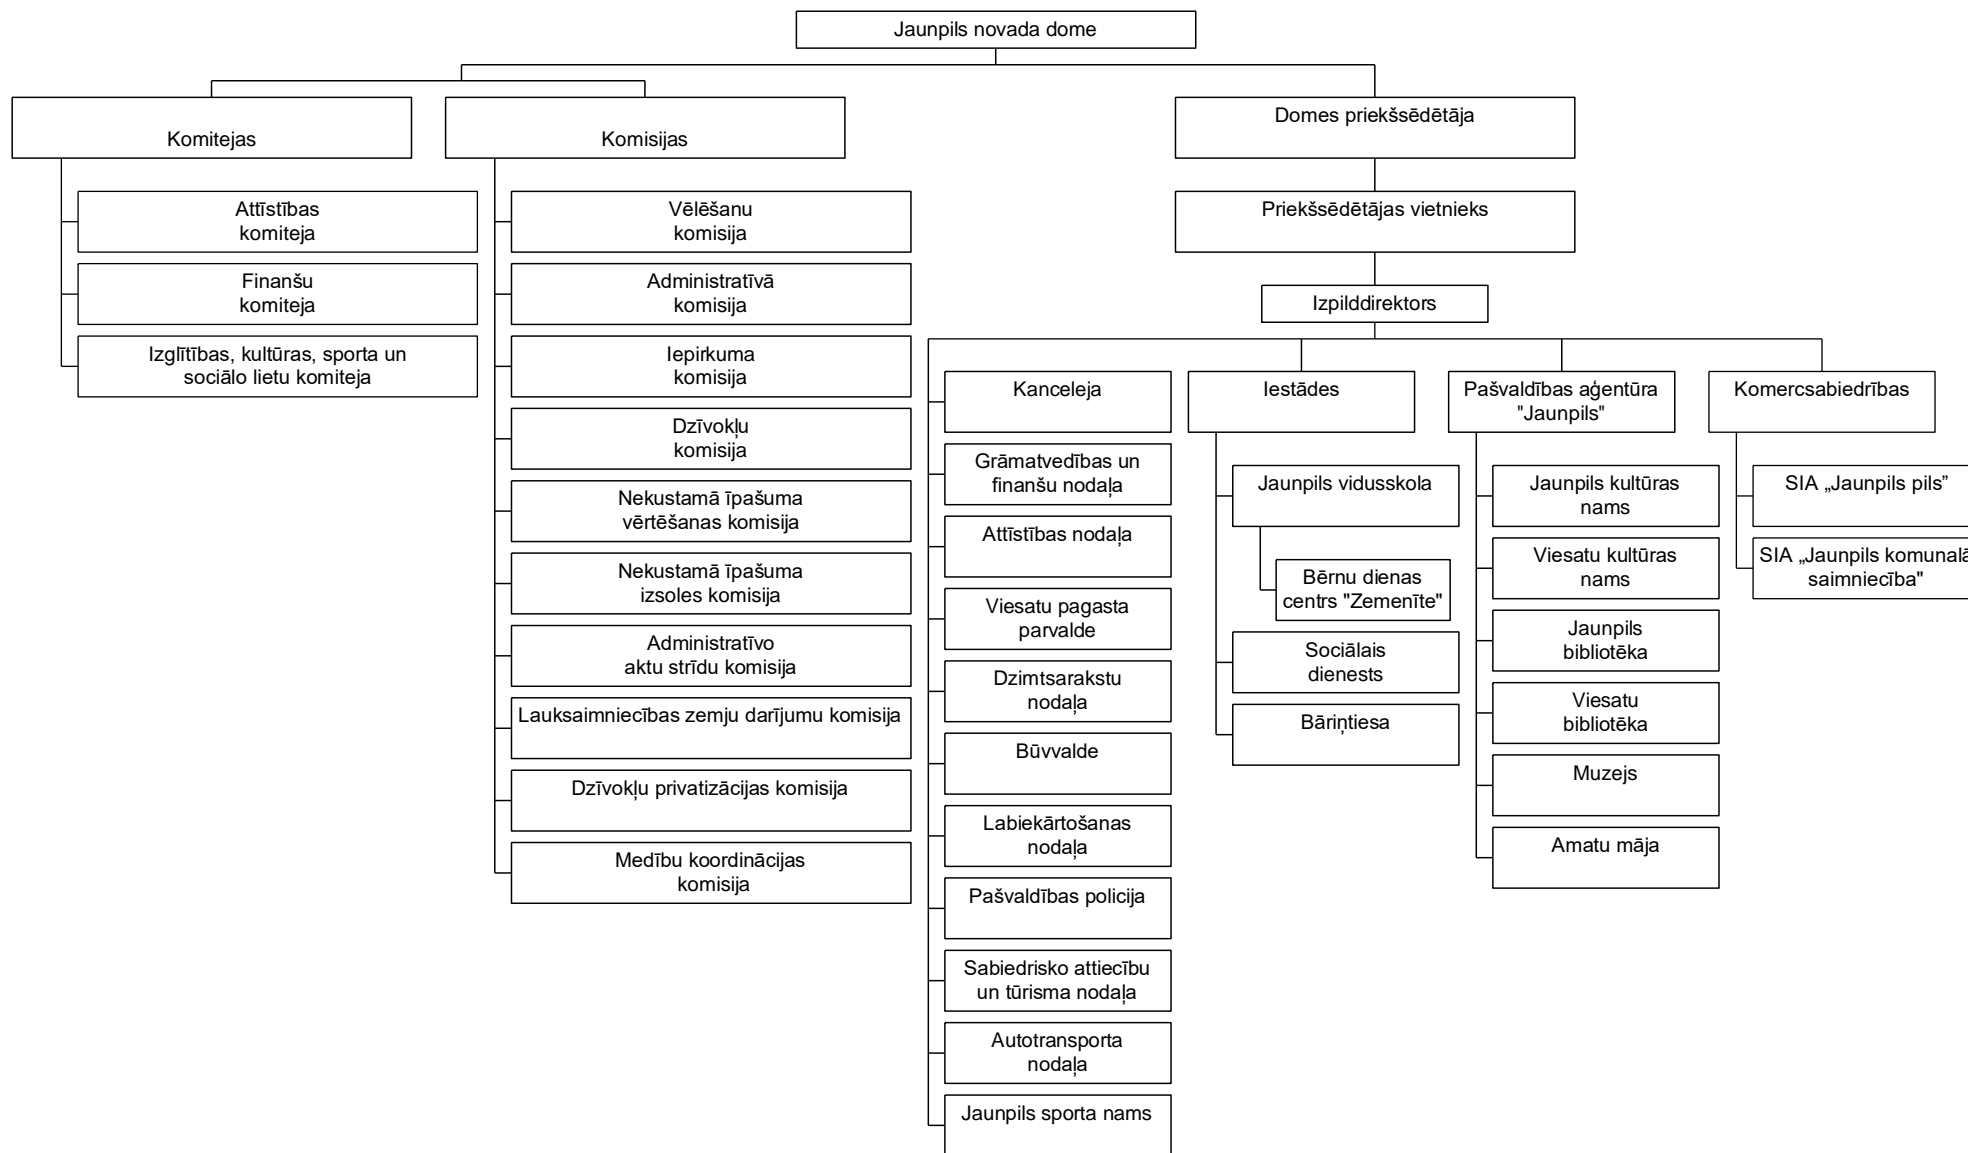 Jaunpils novada dome
Komitejas
Komisijas
Domes priekšsēdētāja
Attīstības
komiteja
Finanšu
komiteja
Izglītības, kultūras, sporta un
sociālo lietu komiteja
Vēlēšanu
komisija
Administratīvā
komisija
Iepirkuma
komisija
Dzīvokļu
komisija
Nekustamā īpašuma
vērtēšanas komisija
Nekustamā īpašuma
izsoles komisija
Administratīvo
aktu strīdu komisija
Lauksaimniecības zemju darījumu komisija
Dzīvokļu privatizācijas komisija
Medību koordinācijas
komisija
Priekšsēdētājas vietnieks
Izpilddirektors
Kanceleja
Grāmatvedības un
finanšu nodaļa
Attīstības nodaļa
Viesatu pagasta
parvalde
Dzimtsarakstu
nodaļa
Būvvalde
Labiekārtošanas
nodaļa
Pašvaldības policija
Sabiedrisko attiecību
un tūrisma nodaļa
Autotransporta
nodaļa
Jaunpils sporta nams
Iestādes
Jaunpils vidusskola
Bērnu dienas
centrs "Zemenīte"
Sociālais
dienests
Bāriņtiesa
Pašvaldības aģentūra
"Jaunpils"
Jaunpils kultūras
nams
Viesatu kultūras
nams
Jaunpils
bibliotēka
Viesatu
bibliotēka
Muzejs
Amatu māja
Komercsabiedrības
SIA „Jaunpils pils”
SIA „Jaunpils komunalā
saimniecība"